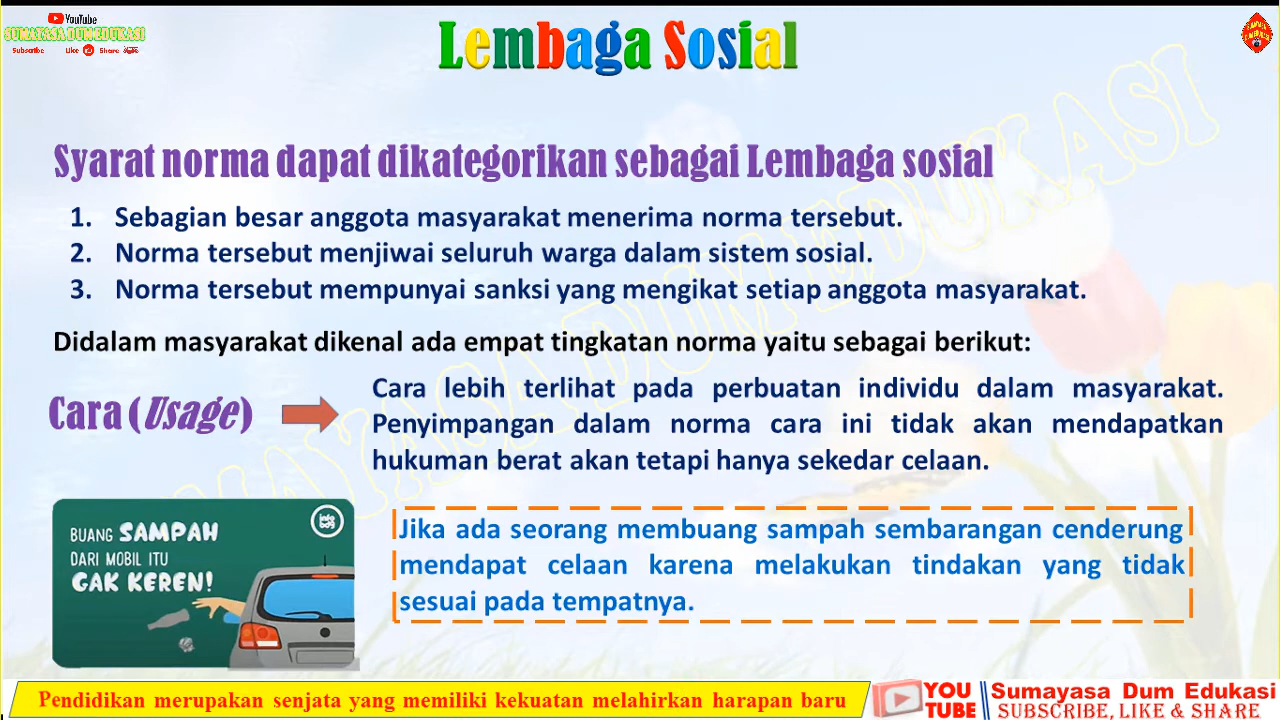 YouTube
SUMAYASA DUM EDUKASI
Subscribe Like Share
Lembaga Sosial
SUMAYASA DUM EDUKASI
Syarat norma dapat dikategorikan sebagai Lembaga sosial
1. Sebagian besar anggota masyarakat menerima norma tersebut.
2. Norma tersebut menjiwai seluruh warga dalam sistem sosial.
3. Norma tersebut mempunyai sanksi yang mengikat setiap anggota masyarakat.
Didalam masyarakat dikenal ada empat tingkatan norma yaitu sebagai berikut:
Cara (Usage)
Cara lebih terlihat pada perbuatan individu dalam masyarakat.
Penyimpangan dalam norma cara ini tidak akan mendapatkan
hukuman berat akan tetapi hanya sekedar celaan.
BUANG SAMPAH
DARI MOBIL ITU
GAK KEREN!
info
bdg
Jika ada seorang membuang sampah sembarangan cenderung
mendapat celaan karena melakukan tindakan yang tidak
sesuai pada tempatnya.
Pendidikan merupakan senjata yang memiliki kekuatan melahirkan harapan baru
YOU
TUBE
Sumayasa Dum Edukasi
SUBSCRIBE, LIKE & SHARE